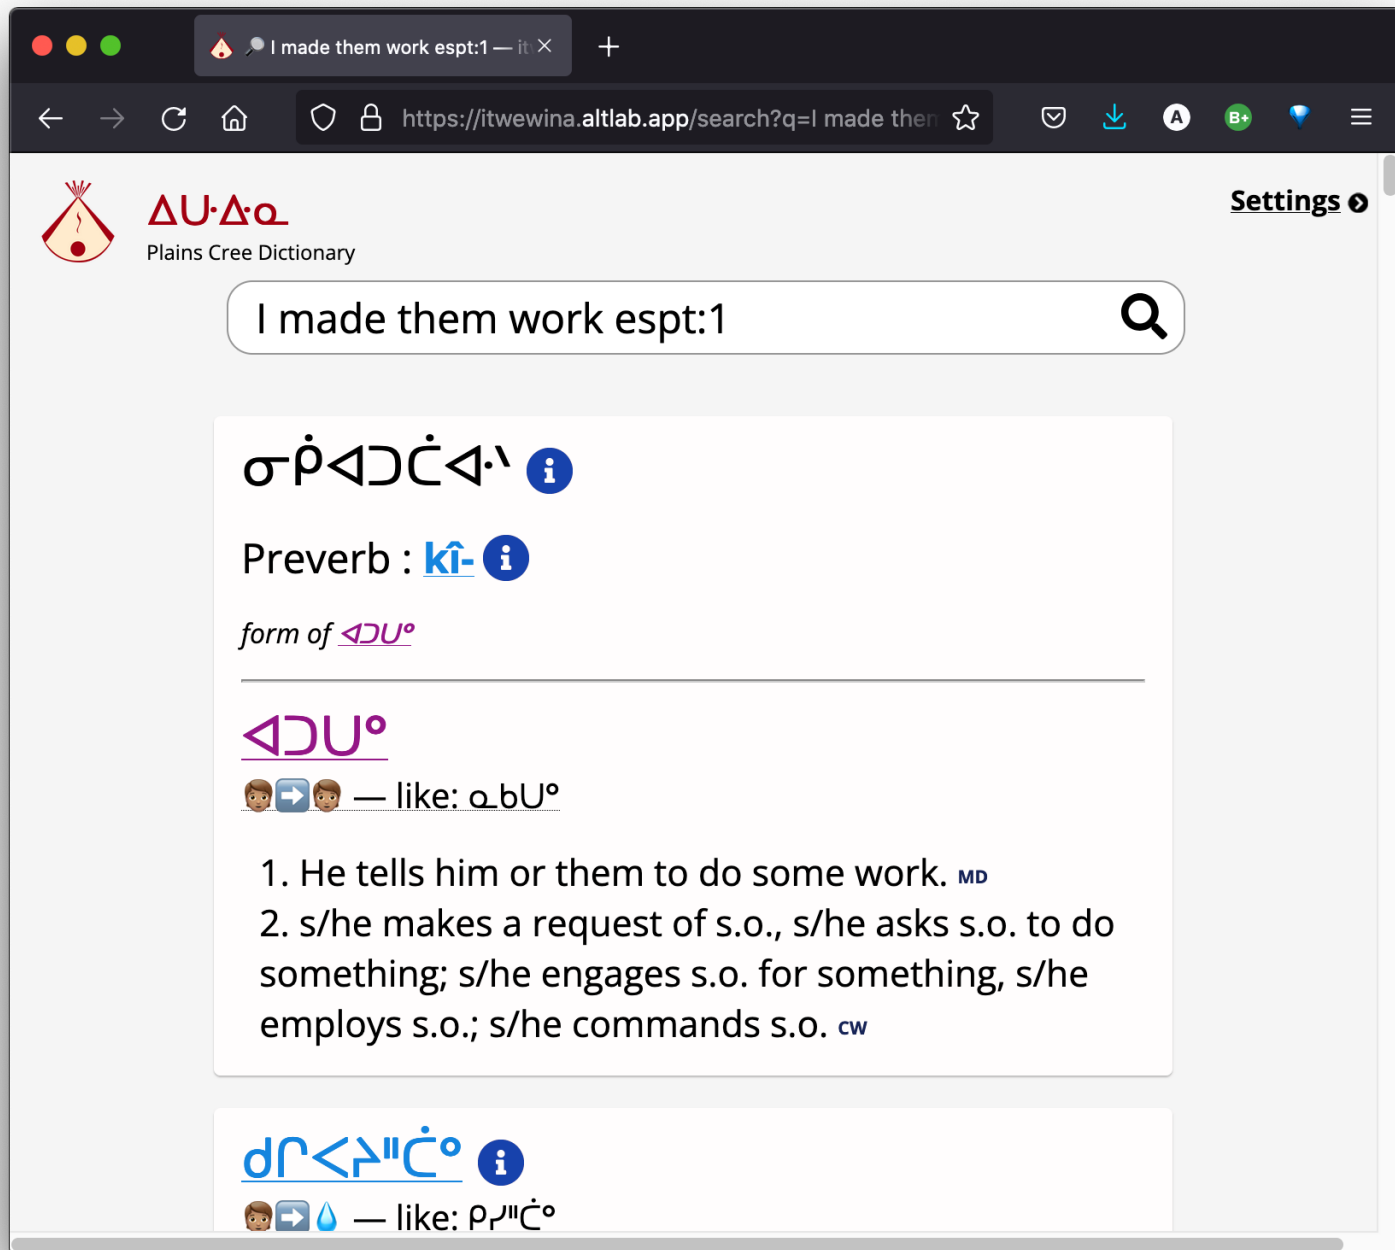 I made them work espt:1 — it
https://itwewina.altlab.app/search?q=I made then
ᐃᑌᐧᐃᐧᓇ
Plains Cree Dictionary
Settings
I made them work espt:1
ᓂᑮᐊᑐᑖᐊᐧᐠ
Preverb : kî-
form of ᐊᑐᑌᐤ
ᐊᑐᑌᐤ
— like: ᓇᑲᑌᐤ
1. He tells him or them to do some work. MD
2. s/he makes a request of s.o., s/he asks s.o. to do
something; s/he engages s.o. for something, s/he
employs s.o.; s/he commands s.o. CW
ᑯᒋᐸᔨᐦᑖᐤ
— like: ᑭᓯᐦᑖᐤ